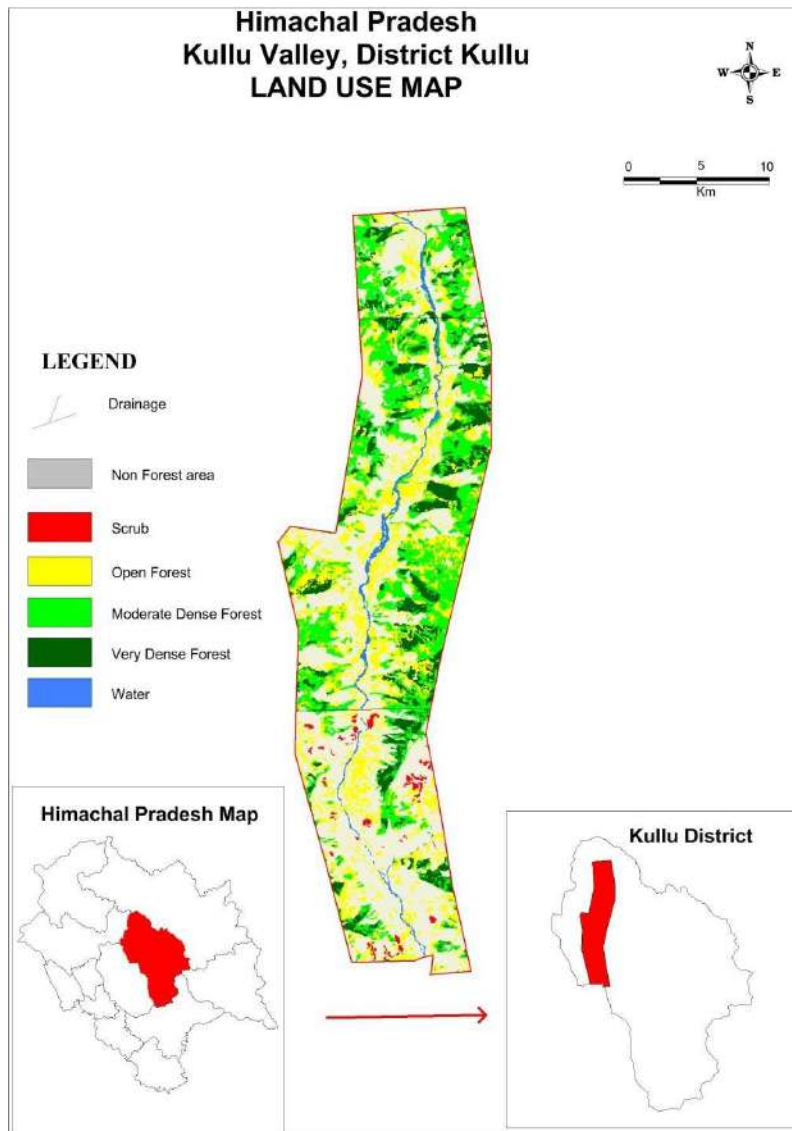 Himachal Pradesh
Kullu Valley, District Kullu
LAND USE MAP
N
W E
S
0 5 10
Km
LEGEND
Drainage
Non Forest area
Scrub
Open Forest
Moderate Dense Forest
Very Dense Forest
Water
Himachal Pradesh Map
Kullu District